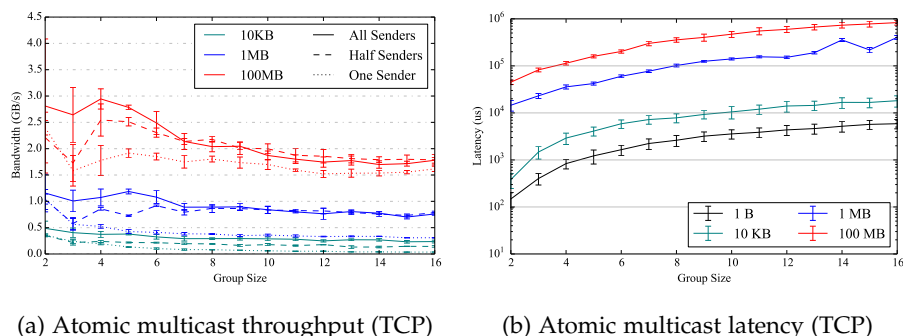 4.5
4.0
3.5
3.0
2.5
2.0
1.5
1.0
0.5
0.0
2 4 6 8 10 12 14 16
Bandwidth (GB/s)
Group Size
10KB
1MB
100MB
All Senders
Half Senders
One Sender
(a) Atomic multicast throughput (TCP)
10^6
10^5
10^4
10^3
10^2
10^1
2 4 6 8 10 12 14 16
Latency (us)
Group Size
1 B
10 KB
1 MB
100 MB
(b) Atomic multicast latency (TCP)